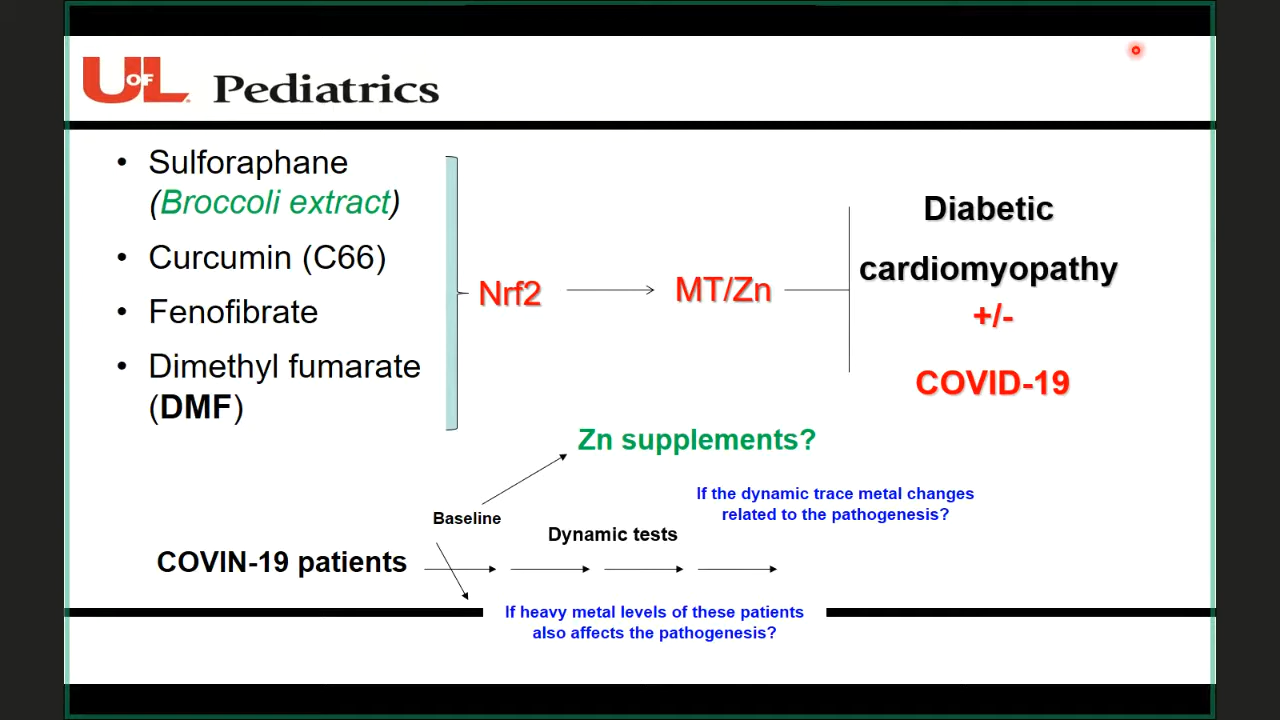 UOFL Pediatrics
• Sulforaphane
(Broccoli extract)
• Curcumin (C66)
• Fenofibrate
• Dimethyl fumarate
(DMF)
Nrf2
MT/Zn
Diabetic
cardiomyopathy
+/-
COVID-19
Zn supplements?
If the dynamic trace metal changes
related to the pathogenesis?
Baseline
Dynamic tests
COVIN-19 patients
If heavy metal levels of these patients
also affects the pathogenesis?